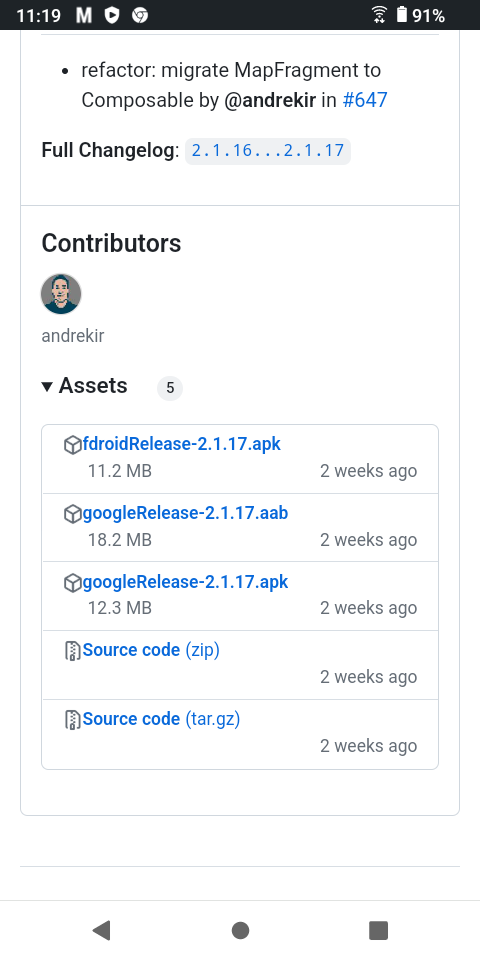 11:19 M 91%
refactor: migrate MapFragment to
Composable by @andrekir in #647
Full Changelog: 2.1.16...2.1.17
Contributors
andrekir
Assets 5
fdroidRelease-2.1.17.apk
11.2 MB 2 weeks ago
googleRelease-2.1.17.aab
18.2 MB 2 weeks ago
googleRelease-2.1.17.apk
12.3 MB 2 weeks ago
Source code (zip)
2 weeks ago
Source code (tar.gz)
2 weeks ago